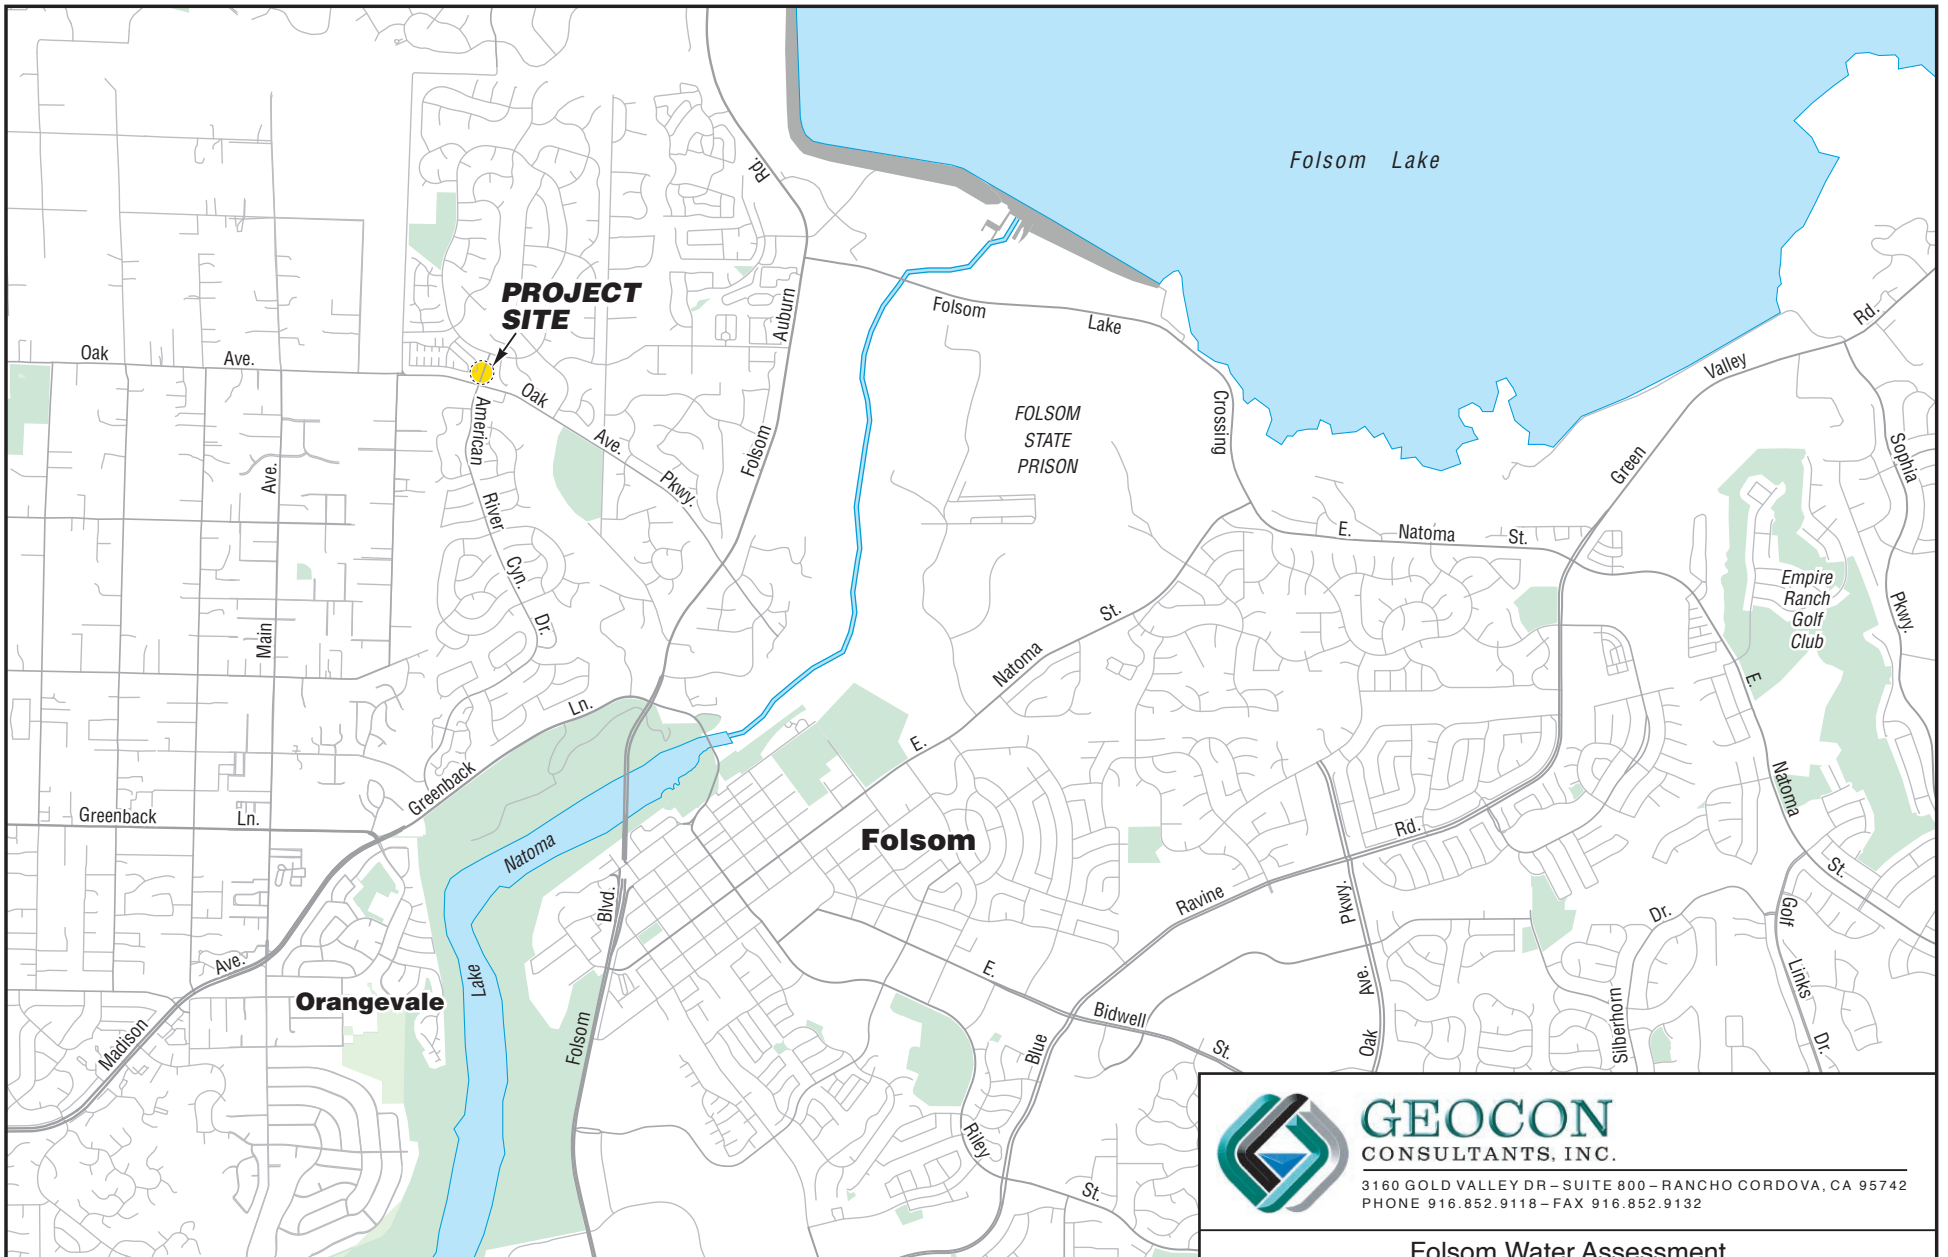 Folsom Lake
Rd.
PROJECT
SITE
Auburn
Folsom
Folsom
Lake
Crossing
Oak
Ave.
Oak
Ave.
Pkwy.
American
River
Cyn.
Dr.
Ave.
Main
FOLSOM
STATE
PRISON
Rd.
Valley
Green
Sophia
Pkwy.
E.
Natoma
St.
Empire
Ranch
Golf
Club
St.
Natoma
E.
E.
Natoma
St.
Ln.
Greenback
Greenback
Ln.
Natoma
Lake
Folsom
Rd.
Ravine
Blue
Pkwy.
Ave.
Oak
Blvd.
Folsom
Ave.
Madison
Orangevale
E.
Bidwell
St.
Riley
St.
Dr.
Silberhorn
Golf
Links
Dr.
GEOCON
CONSULTANTS, INC.
3160 GOLD VALLEY DR – SUITE 800 – RANCHO CORDOVA, CA 95742
PHONE 916.852.9118 – FAX 916.852.9132
Folsom Water Assessment